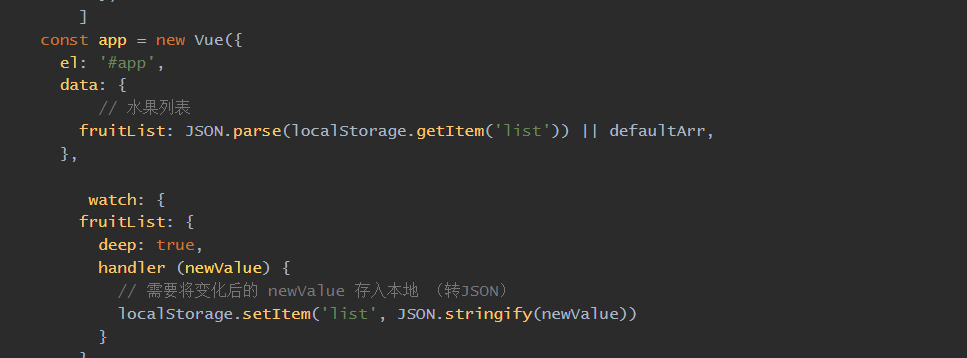 ]
const app = new Vue({
el: '#app',
data: {
// 水果列表
fruitList: JSON.parse(localStorage.getItem('list')) || defaultArr,
},
watch: {
fruitList: {
deep: true,
handler (newValue) {
// 需要将变化后的 newValue 存入本地 （转JSON）
localStorage.setItem('list', JSON.stringify(newValue))
}